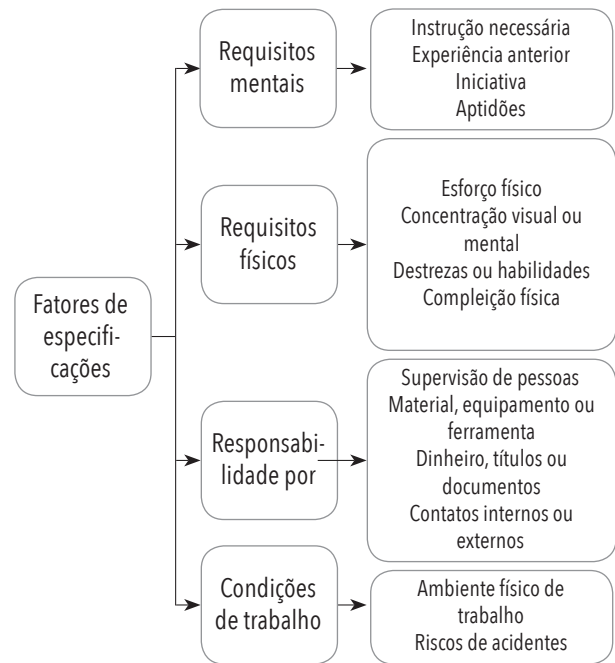 Fatores de
especifi-
cações
Requisitos
mentais
Instrução necessária
Experiência anterior
Iniciativa
Aptidões
Requisitos
físicos
Esforço físico
Concentração visual ou
mental
Destrezas ou habilidades
Compleição física
Responsabi-
lidade por
Supervisão de pessoas
Material, equipamento ou
ferramenta
Dinheiro, títulos ou
documentos
Contatos internos ou
externos
Condições
de trabalho
Ambiente físico de
trabalho
Riscos de acidentes